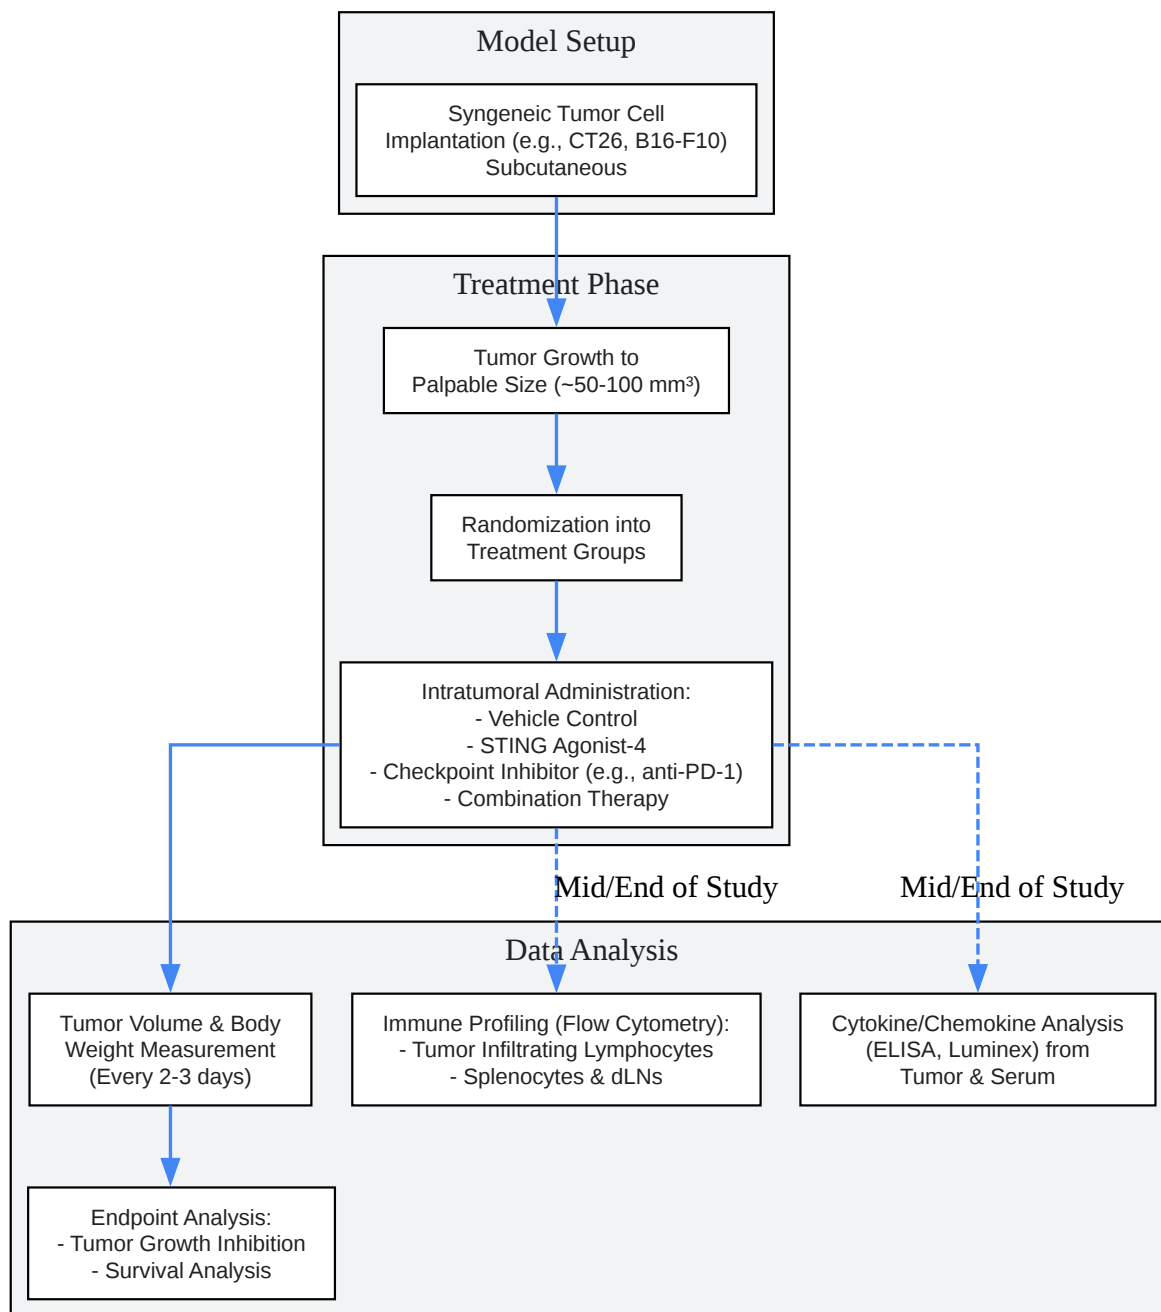 Model Setup
Syngeneic Tumor Cell
Implantation (e.g., CT26, B16-F10)
Subcutaneous
Treatment Phase
Tumor Growth to
Palpable Size (~50-100 mm³)
Randomization into
Treatment Groups
Intratumoral Administration:
- Vehicle Control
- STING Agonist-4
- Checkpoint Inhibitor (e.g., anti-PD-1)
- Combination Therapy
Mid/End of Study
Mid/End of Study
Data Analysis
Tumor Volume & Body
Weight Measurement
(Every 2-3 days)
Immune Profiling (Flow Cytometry):
- Tumor Infiltrating Lymphocytes
- Splenocytes & dLNs
Cytokine/Chemokine Analysis
(ELISA, Luminex) from
Tumor & Serum
Endpoint Analysis:
- Tumor Growth Inhibition
- Survival Analysis